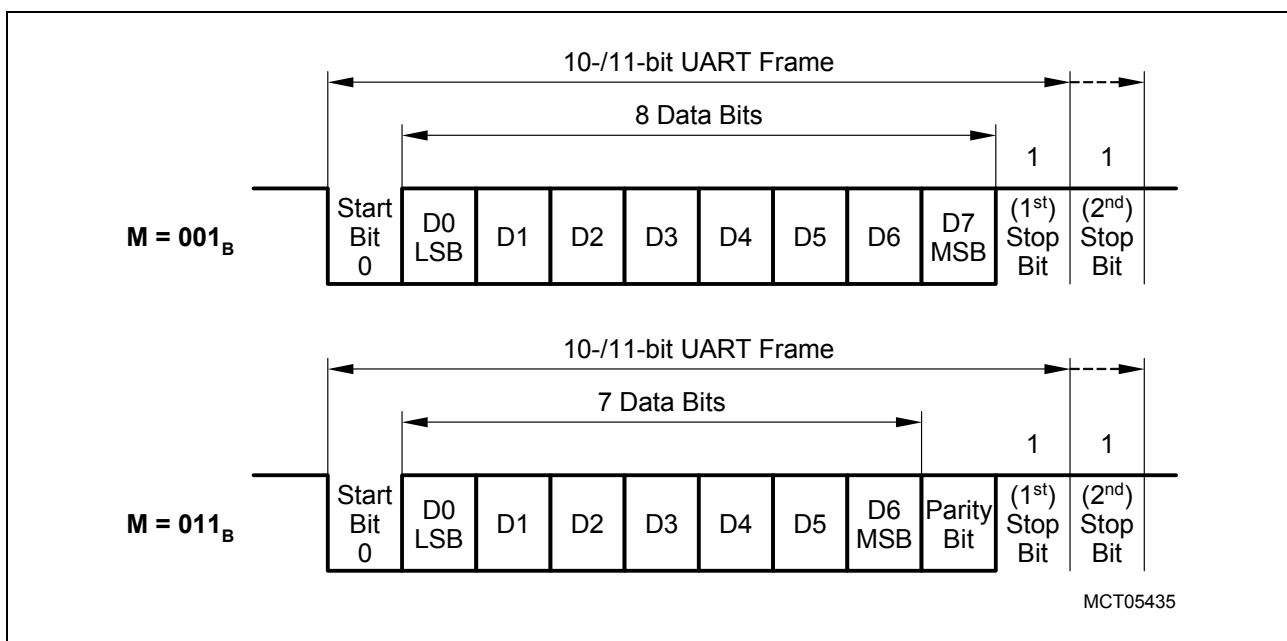 10-/11-bit UART Frame
8 Data Bits
1 1
M = 001B
Start Bit 0
D0 LSB
D1
D2
D3
D4
D5
D6
D7 MSB
(1st) Stop Bit
(2nd) Stop Bit
10-/11-bit UART Frame
7 Data Bits
1 1
M = 011B
Start Bit 0
D0 LSB
D1
D2
D3
D4
D5
D6 MSB
Parity Bit
(1st) Stop Bit
(2nd) Stop Bit
MCT05435